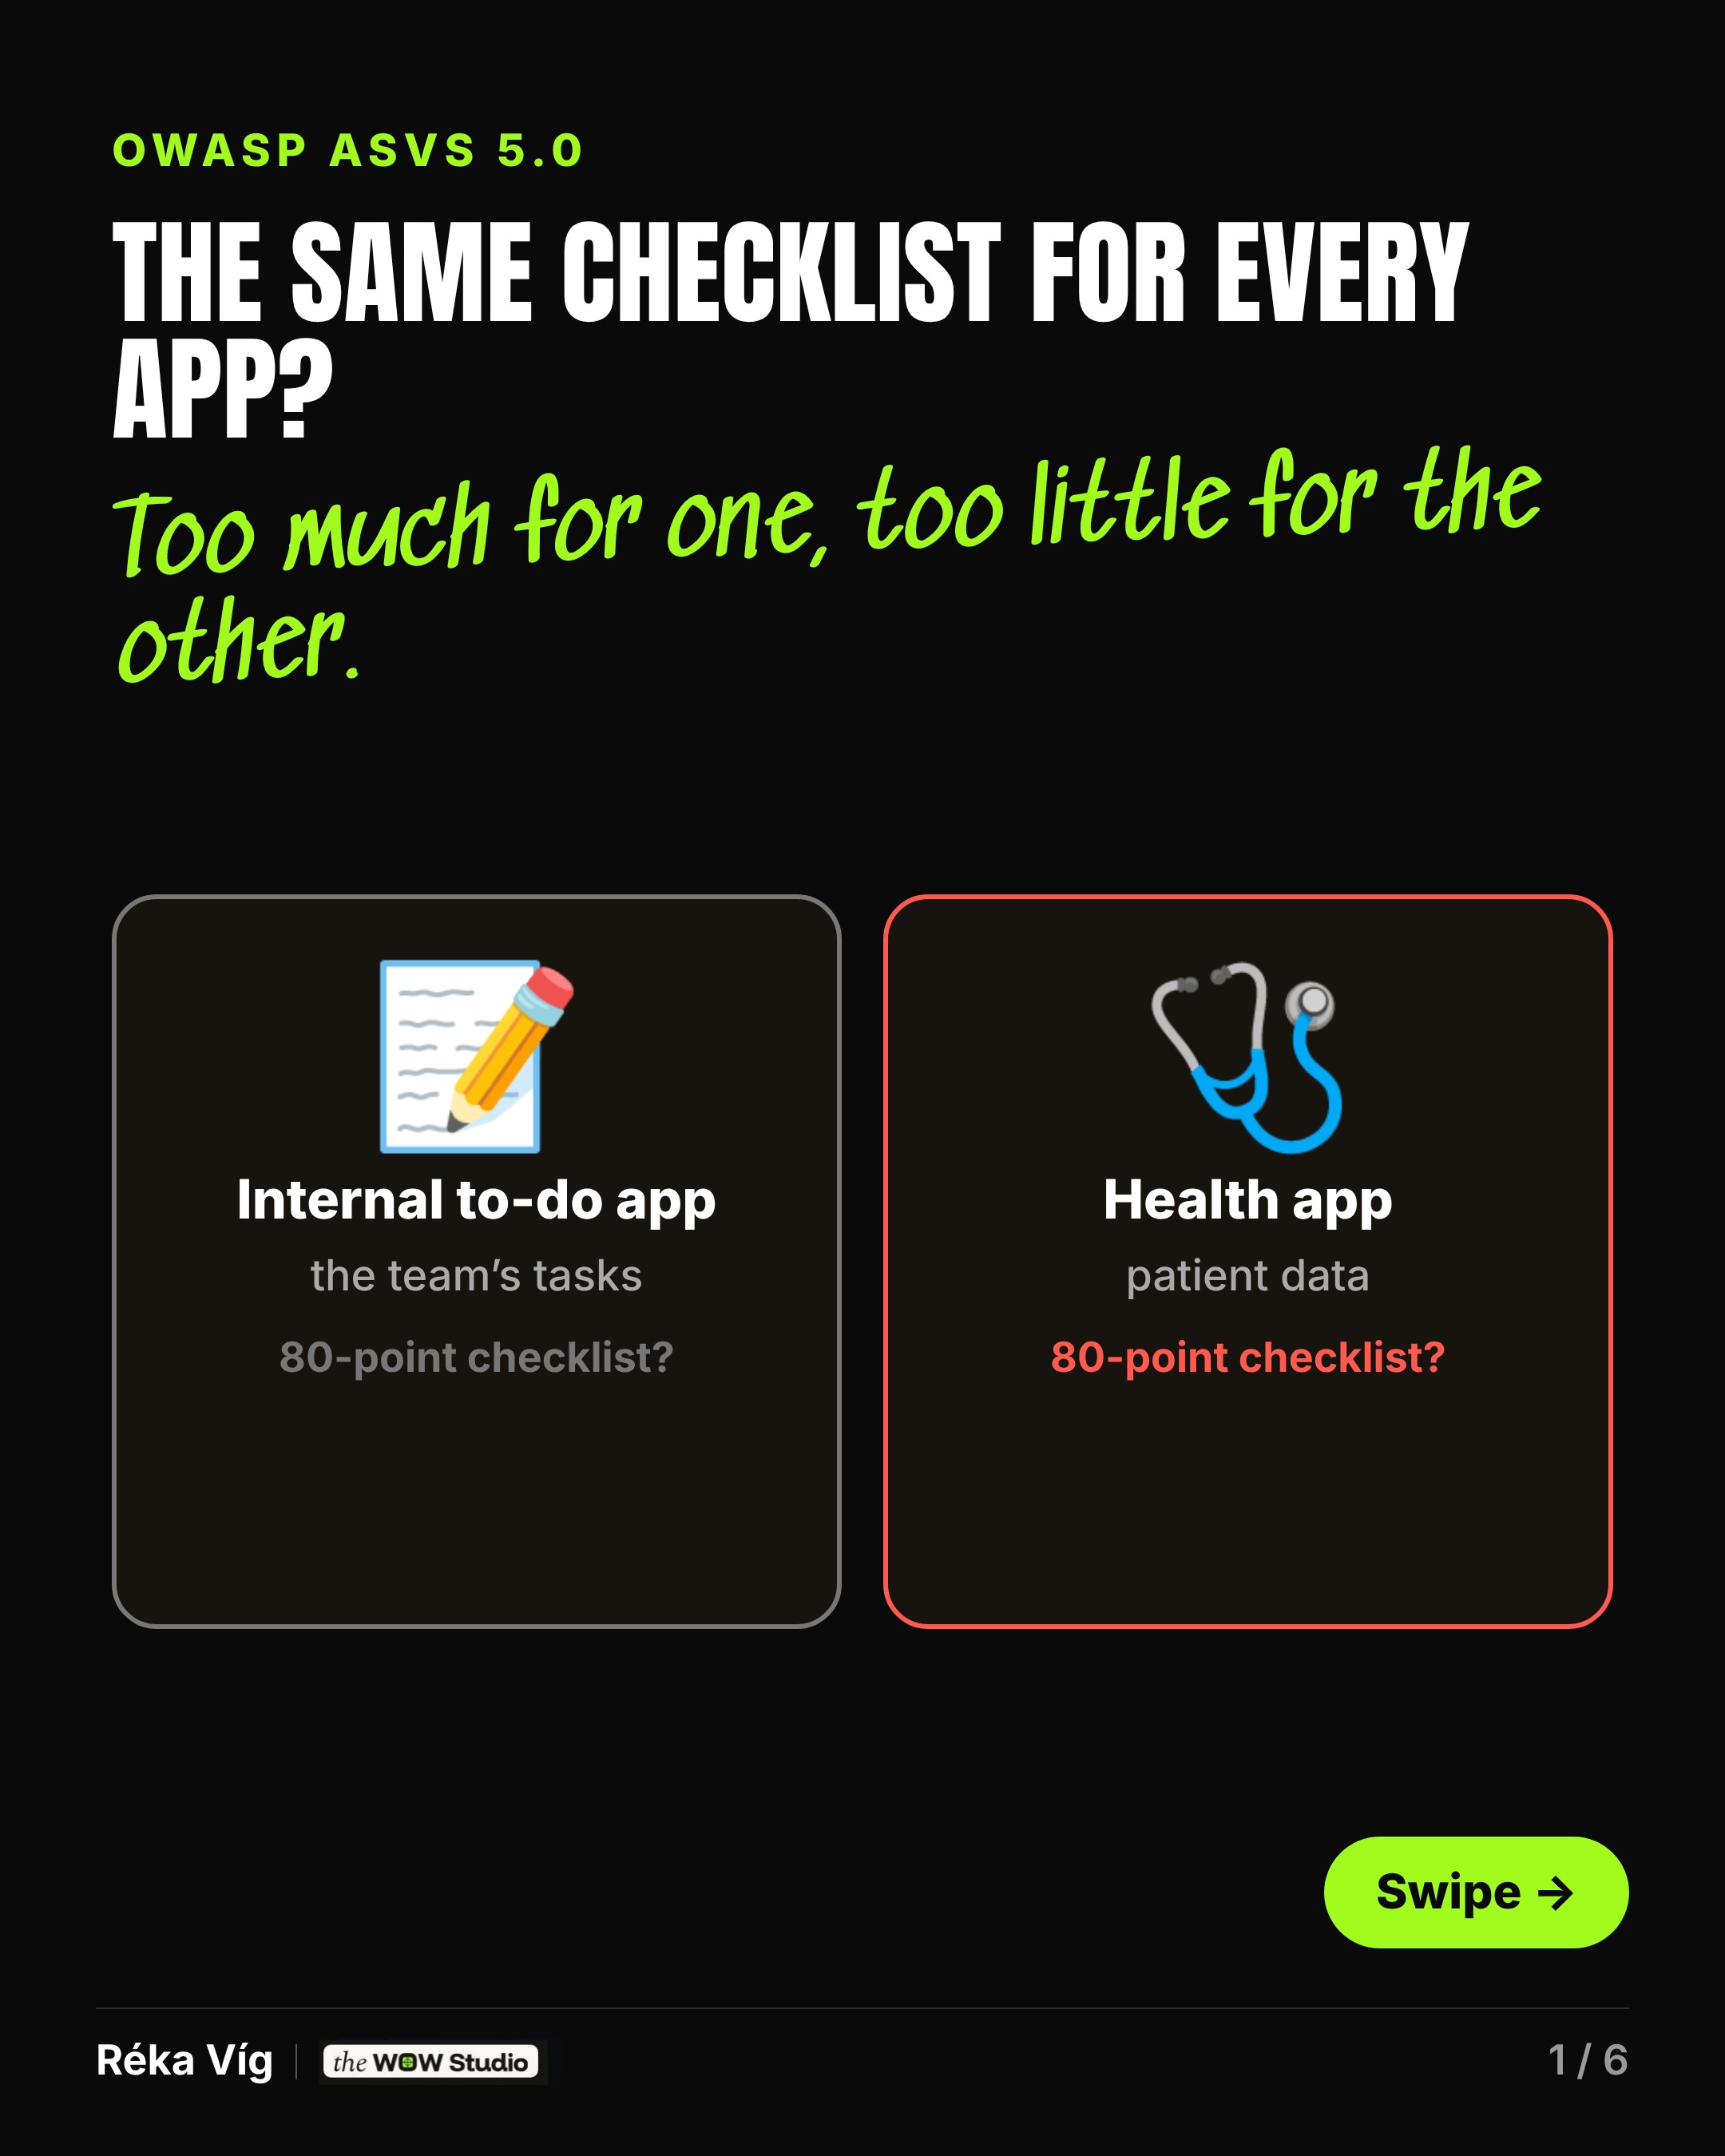 OWASP ASVS 5.0
THE SAME CHECKLIST FOR EVERY
APP?
Too much for one, too little for the
other.
Internal to-do app
the team's tasks
80-point checklist?
Health app
patient data
80-point checklist?
Swipe →
Réka Víg
the WOW Studio
1 / 6